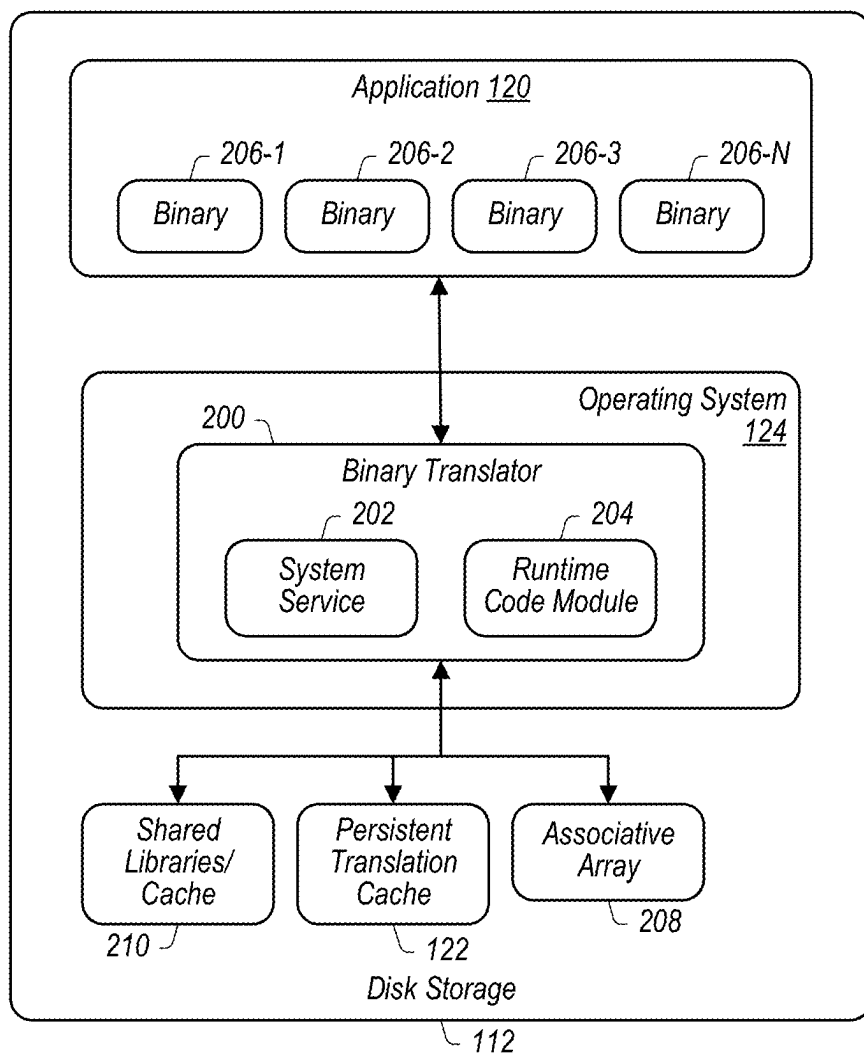 Application 120
206-1
206-2
206-3
206-N
Binary
Binary
Binary
Binary
Operating System
124
200
Binary Translator
202
204
System
Service
Runtime
Code Module
Shared
Libraries/
Cache
Persistent
Translation
Cache
Associative
Array
210
122
208
Disk Storage
112